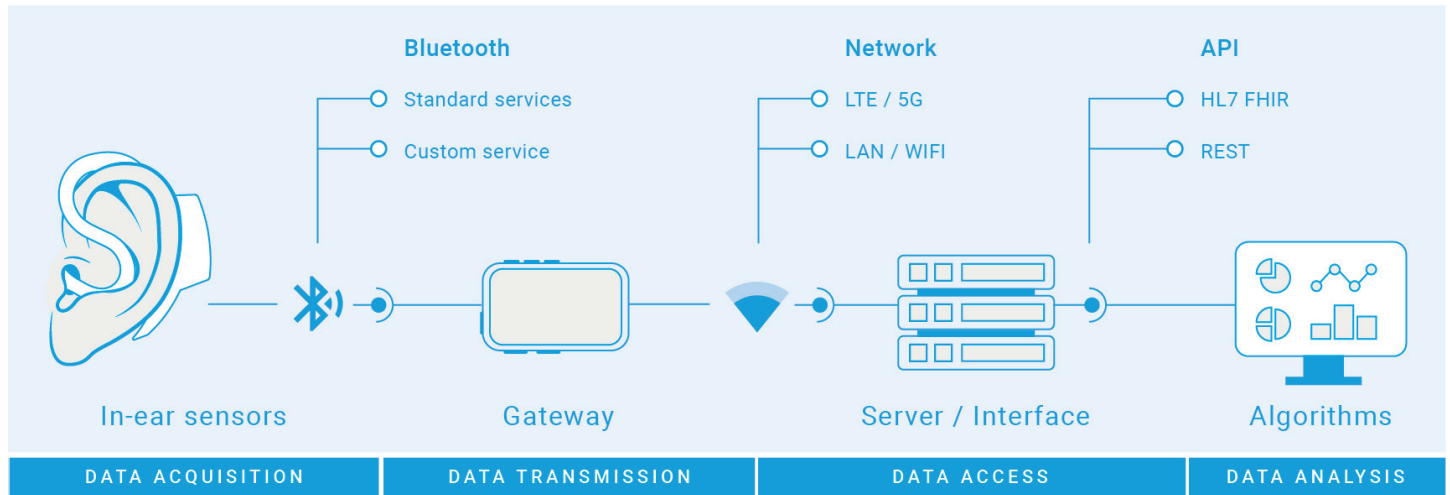 Bluetooth
Standard services
Custom service
Network
LTE / 5G
LAN / WIFI
API
HL7 FHIR
REST
In-ear sensors
Gateway
Server / Interface
Algorithms
DATA ACQUISITION
DATA TRANSMISSION
DATA ACCESS
DATA ANALYSIS